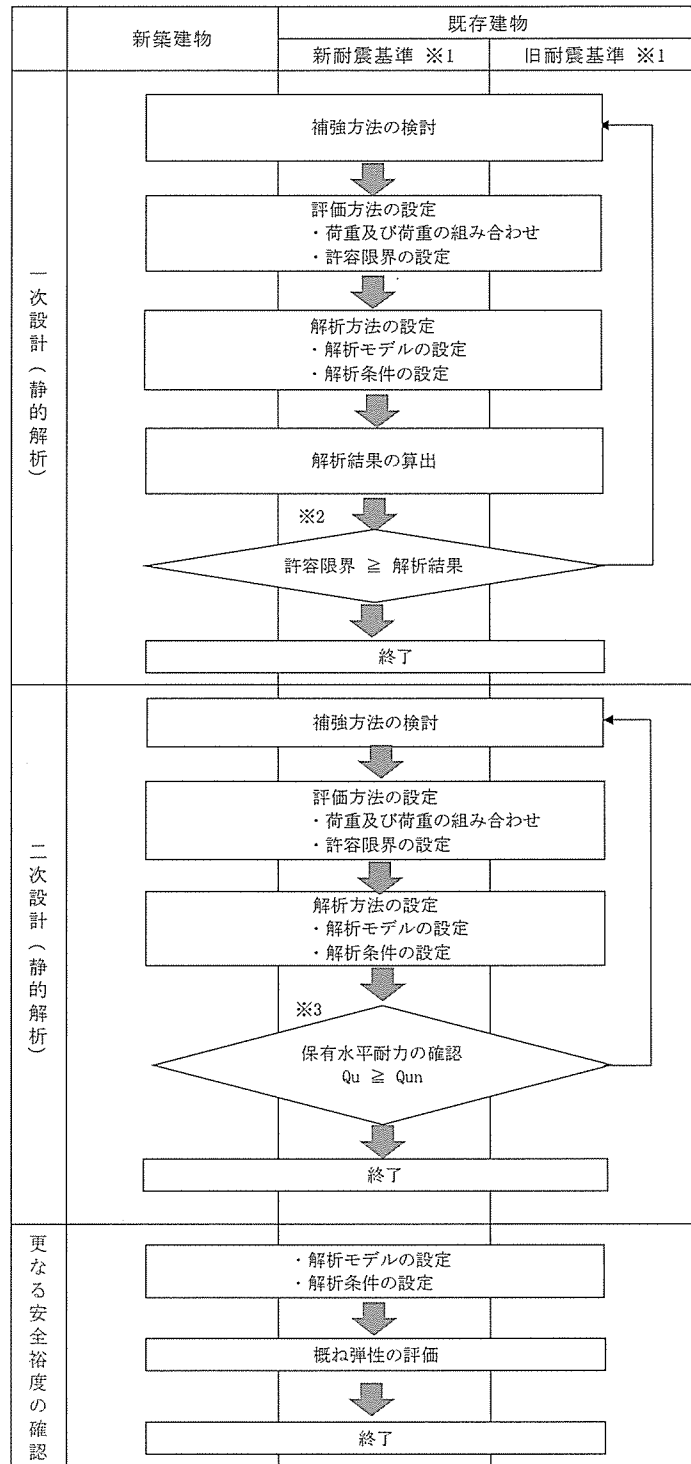 新築建物
既存建物
新耐震基準 ※1
旧耐震基準 ※1
一次設計（静的解析）
補強方法の検討
評価方法の設定
・荷重及び荷重の組み合わせ
・許容限界の設定
解析方法の設定
・解析モデルの設定
・解析条件の設定
解析結果の算出
※2
許容限界 ≧ 解析結果
終了
二次設計（静的解析）
補強方法の検討
評価方法の設定
・荷重及び荷重の組み合わせ
・許容限界の設定
解析方法の設定
・解析モデルの設定
・解析条件の設定
※3
保有水平耐力の確認
Qu ≧ Qun
終了
更なる安全裕度の確認
・解析モデルの設定
・解析条件の設定
概ね弾性の評価
終了